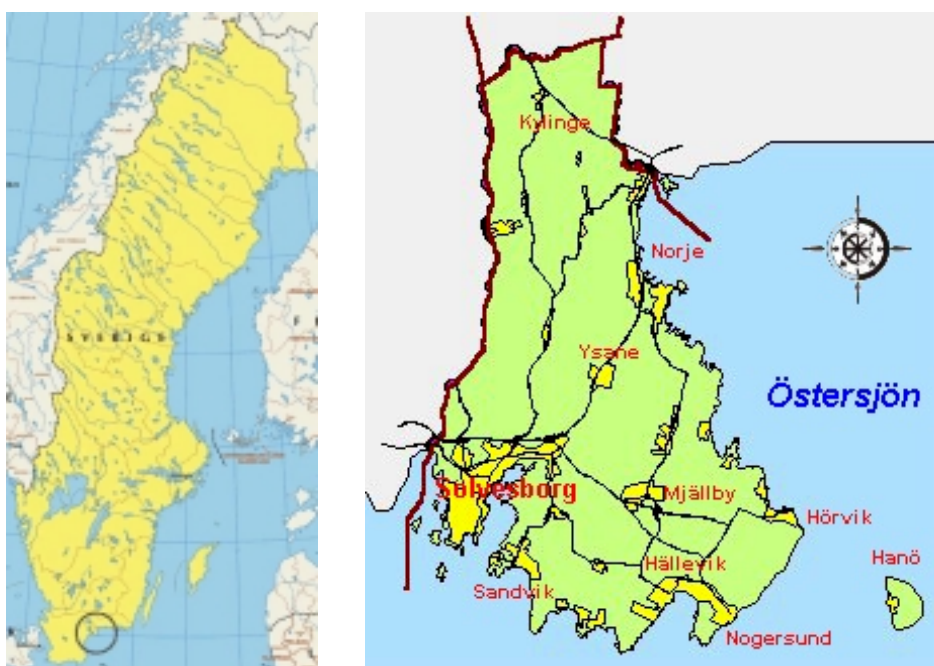 SVERIGE
Kylinge
Norje
Ysane
Östersjön
Sölvesborg
Mjällby
Hörvik
Hällevik
Hanö
Sandvik
Nogersund